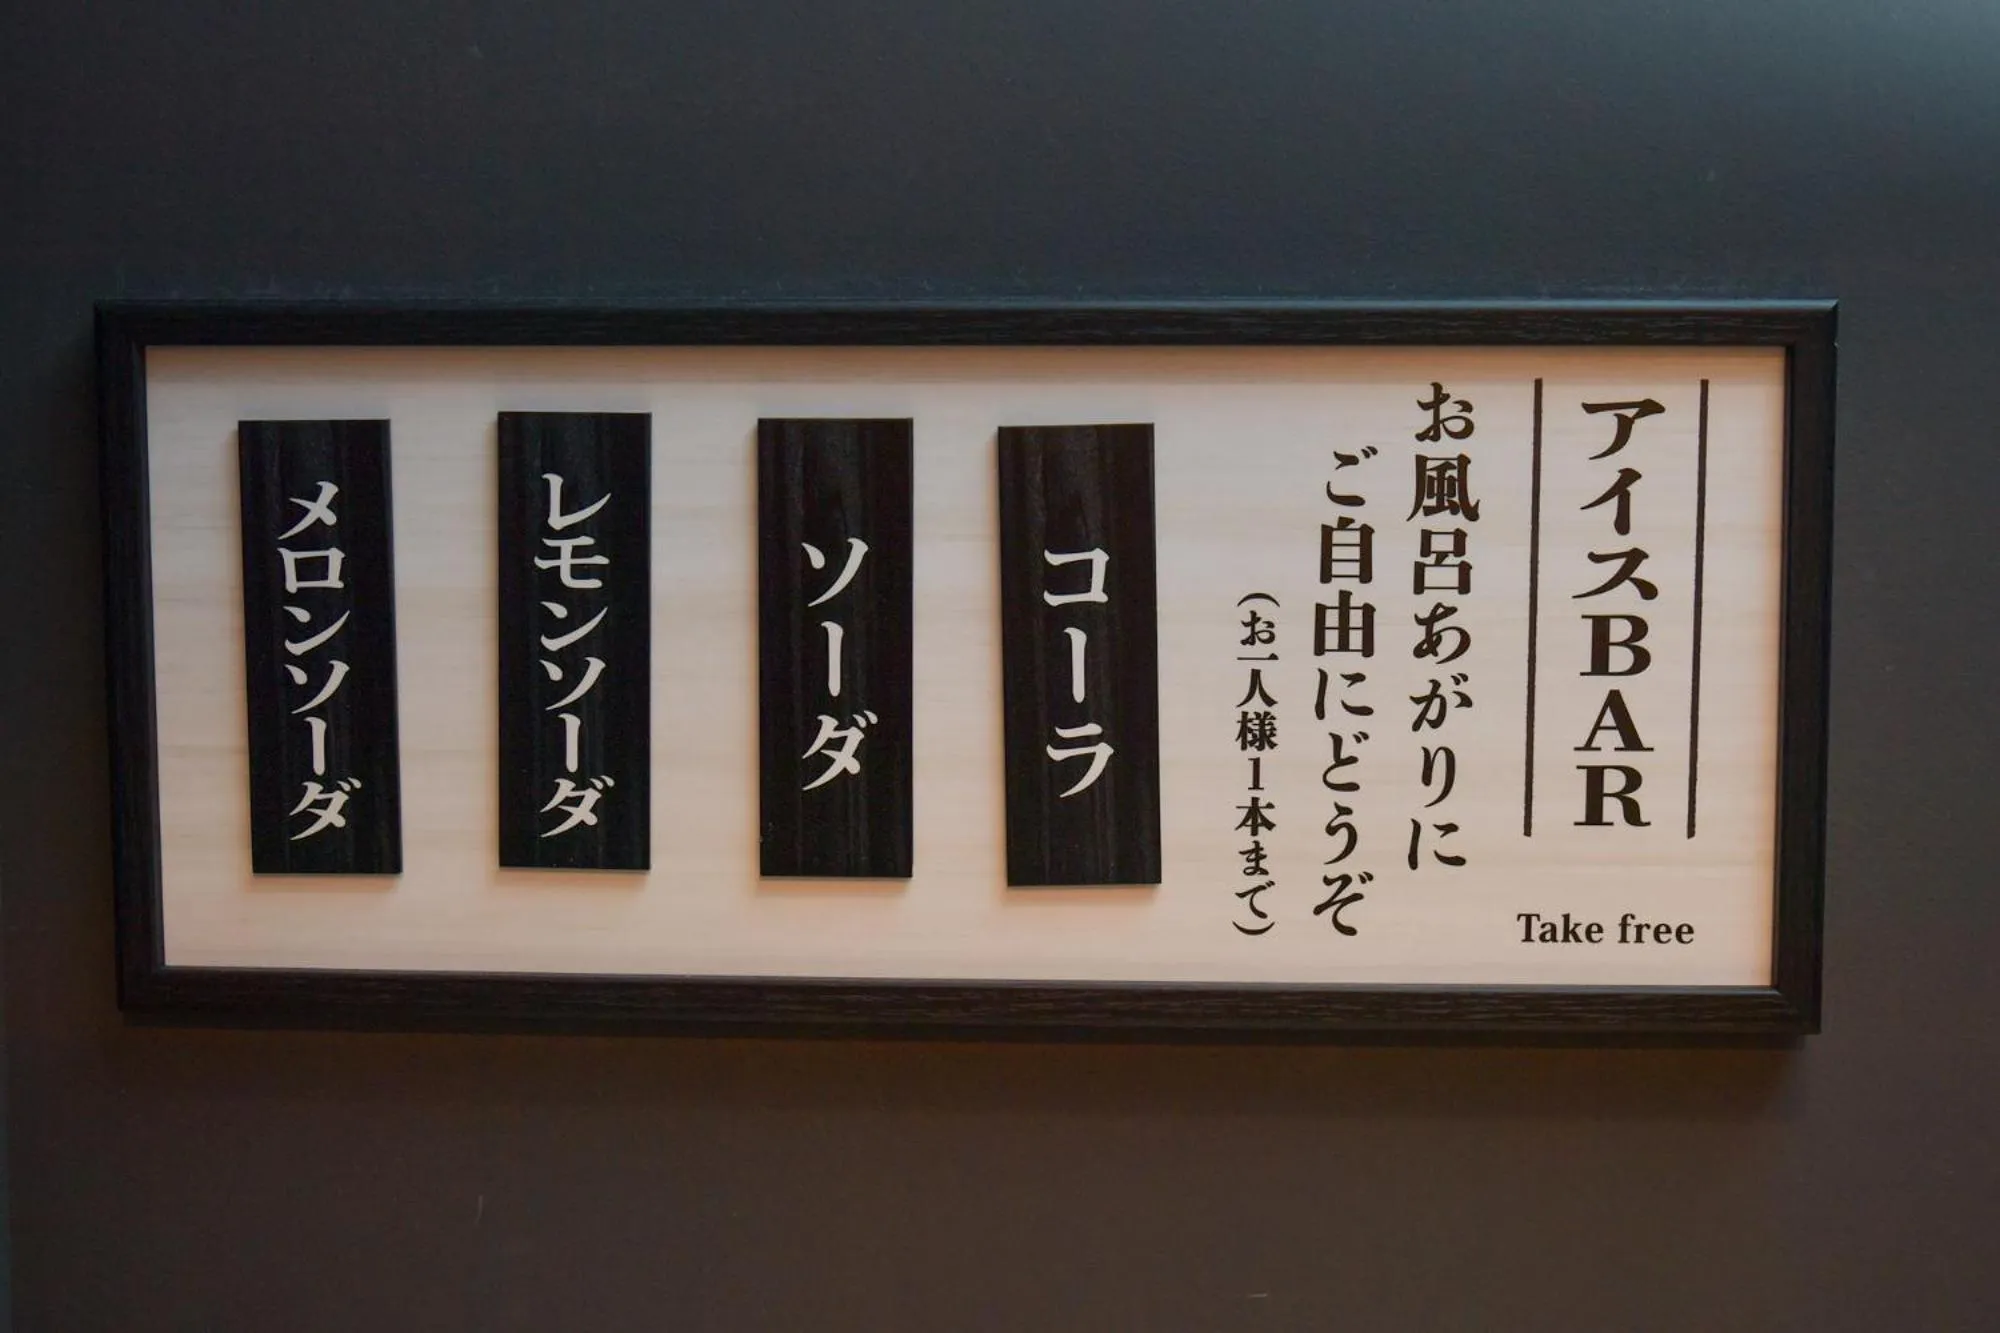 アイスBAR
Take free
お風呂あがりに
ご自由にどうぞ
(お一人様1本まで)
コーラ
ソーダ
レモンソーダ
メロンソーダ